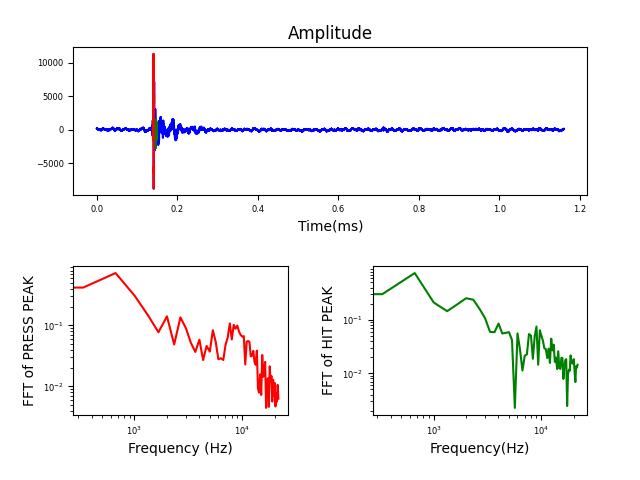 Amplitude
10000
5000
0
−5000
0.0 0.2 0.4 0.6 0.8 1.0 1.2
Time(ms)
FFT of PRESS PEAK
10⁻¹
10⁻²
10³ 10⁴
Frequency (Hz)
FFT of HIT PEAK
10⁻¹
10⁻²
10³ 10⁴
Frequency(Hz)